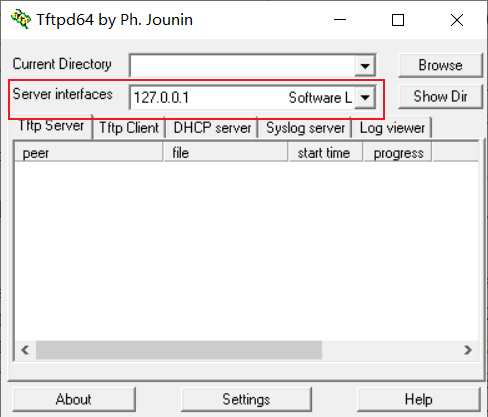 Tftpd64 by Ph. Jounin
Current Directory
Browse
Server interfaces 127.0.0.1 Software L
Show Dir
Tftp Server Tftp Client DHCP server Syslog server Log viewer
peer file start time progress
About Settings Help